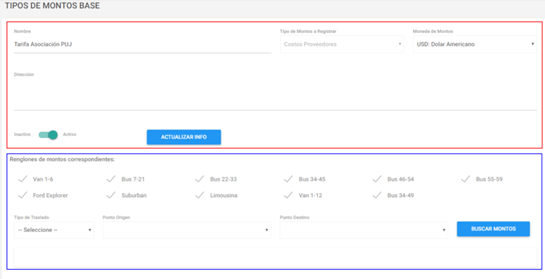 TIPOS DE MONTOS BASE
Nombre Tipo de Montos a Registrar Moneda de Montos
Tarifa Asociación PUJ Costos Proveedores USD: Dolar Americano
Direccion
Inactivo Activo ACTUALIZAR INFO
Rengiones de montos correspondientes:
Van 1-6 Bus 7-21 Bus 22-33 Bus 34-45 Bus 46-54 Bus 55-59
Ford Explorer Suburban Limousina Van 1-12 Bus 34-49
Tipo de Traslado Punto Origen Punto Destino
-- Seleccione -- BUSCAR MONTOS